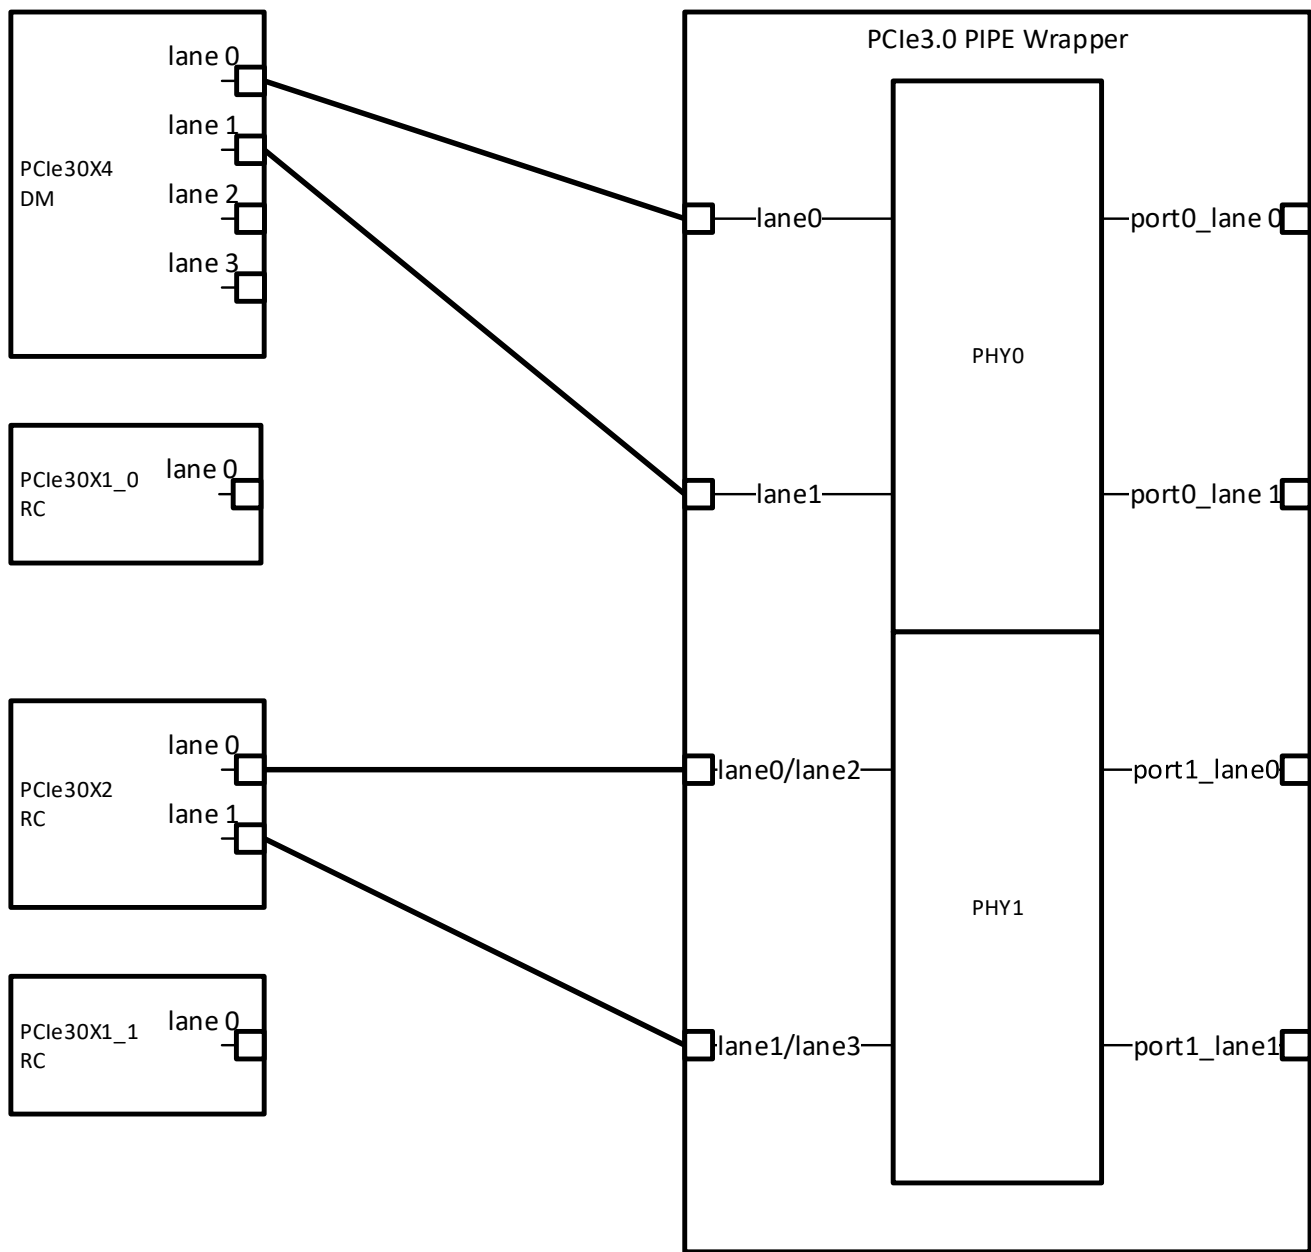 PCIe3.0 PIPE Wrapper
lane 0
lane 1
PCIe30X4
DM
lane 2
lane 3
PCIe30X1_0
RC
lane 0
PCIe30X2
RC
lane 0
lane 1
PCIe30X1_1
RC
lane 0
lane0
lane1
lane0/lane2
lane1/lane3
PHY0
PHY1
port0_lane 0
port0_lane 1
port1_lane0
port1_lane1